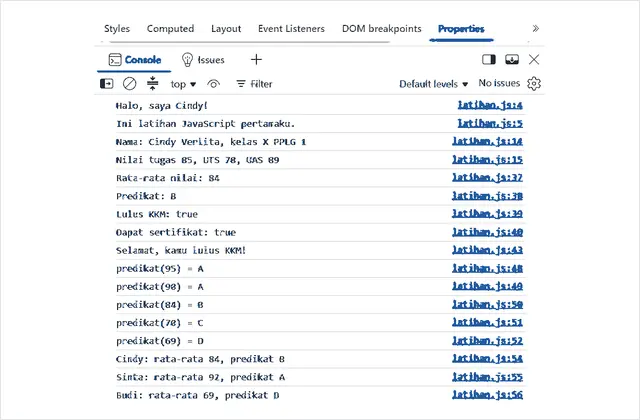 Styles Computed Layout Event Listeners DOM breakpoints Properties »
Console Issues +
top Filter Default levels No issues
Halo, saya Cindy! latihan.js:4
Ini latihan JavaScript pertamaku. latihan.js:5
Nama: Cindy Verlita, kelas X PPLG 1 latihan.js:14
Nilai tugas 85, UTS 78, UAS 89 latihan.js:15
Rata-rata nilai: 84 latihan.js:37
Predikat: B latihan.js:38
Lulus KKM: true latihan.js:39
Dapat sertifikat: true latihan.js:40
Selamat, kamu lulus KKM! latihan.js:43
predikat(95) = A latihan.js:48
predikat(90) = A latihan.js:49
predikat(84) = B latihan.js:50
predikat(70) = C latihan.js:51
predikat(69) = D latihan.js:52
Cindy: rata-rata 84, predikat B latihan.js:54
Sinta: rata-rata 92, predikat A latihan.js:55
Budi: rata-rata 69, predikat D latihan.js:56